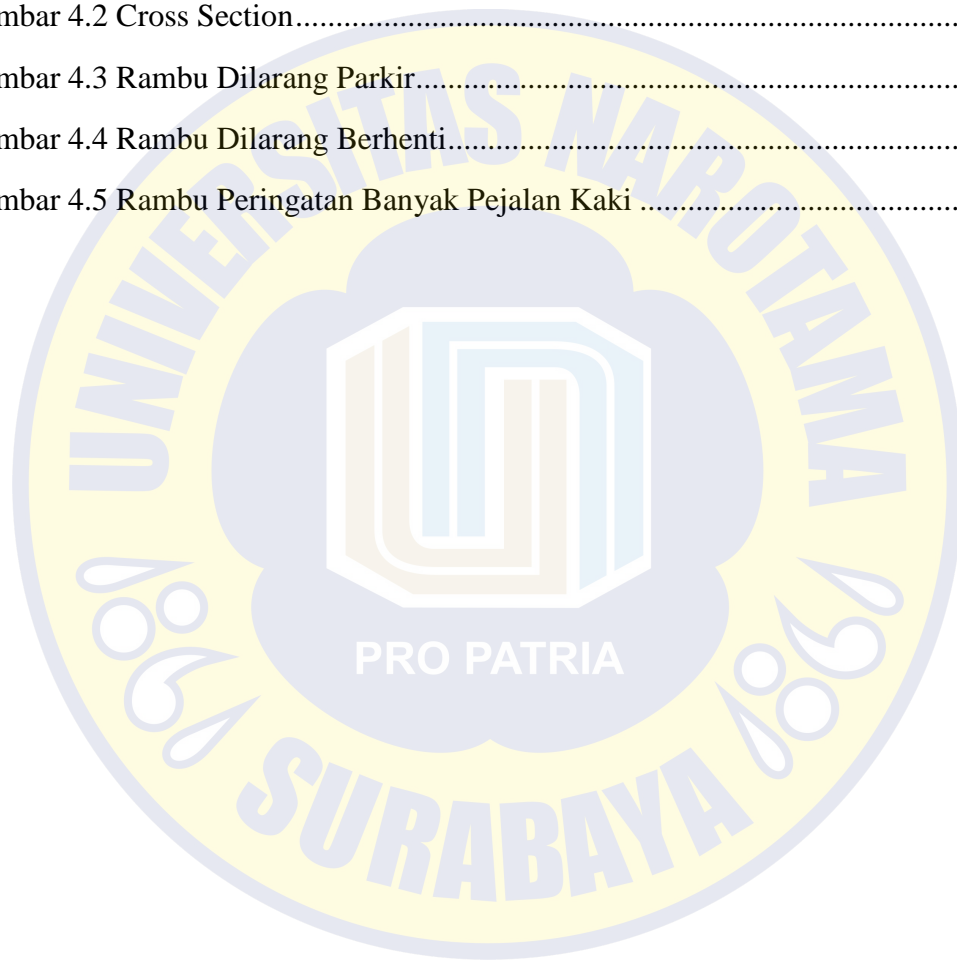 mbar 4.2 Cross Section......................................................................................
mbar 4.3 Rambu Dilarang Parkir.......................................................................
mbar 4.4 Rambu Dilarang Berhenti...................................................................
mbar 4.5 Rambu Peringatan Banyak Pejalan Kaki ...........................................
UNIVERSITAS NAROTAMA
PRO PATRIA
SURABAYA